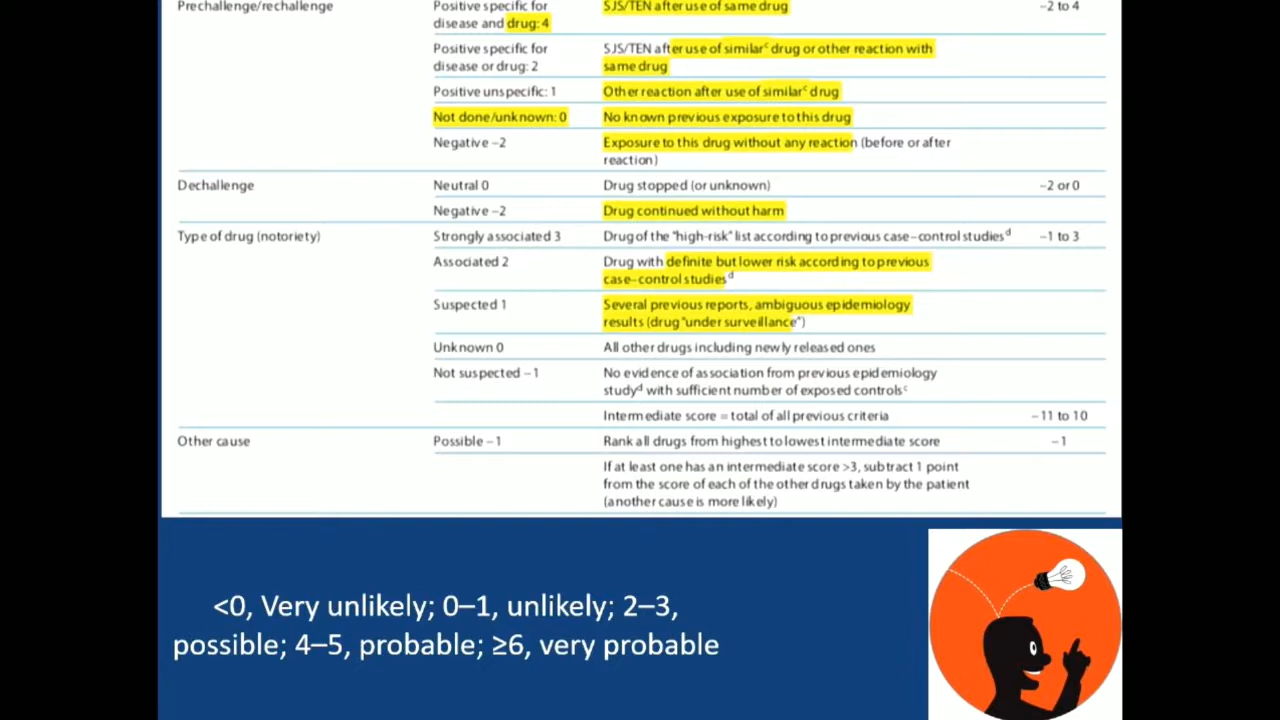 Prechallenge/rechallenge Positive specific for SJS/TEN after use of same drug −2 to 4
disease and drug: 4
Positive specific for SJS/TEN after use of similarᶜ drug or other reaction with
disease or drug: 2 same drug
Positive unspecific: 1 Other reaction after use of similarᶜ drug
Not done/unknown: 0 No known previous exposure to this drug
Negative −2 Exposure to this drug without any reaction (before or after
reaction)
Dechallenge Neutral 0 Drug stopped (or unknown) −2 or 0
Negative −2 Drug continued without harm
Type of drug (notoriety) Strongly associated 3 Drug of the "high-risk" list according to previous case–control studiesᵈ −1 to 3
Associated 2 Drug with definite but lower risk according to previous
case–control studiesᵈ
Suspected 1 Several previous reports, ambiguous epidemiology
results (drug "under surveillance")
Unknown 0 All other drugs including newly released ones
Not suspected −1 No evidence of association from previous epidemiology
studyᵈ with sufficient number of exposed controlsᶜ
Intermediate score = total of all previous criteria −11 to 10
Other cause Possible −1 Rank all drugs from highest to lowest intermediate score −1
If at least one has an intermediate score >3, subtract 1 point
from the score of each of the other drugs taken by the patient
(another cause is more likely)
<0, Very unlikely; 0–1, unlikely; 2–3,
possible; 4–5, probable; ≥6, very probable